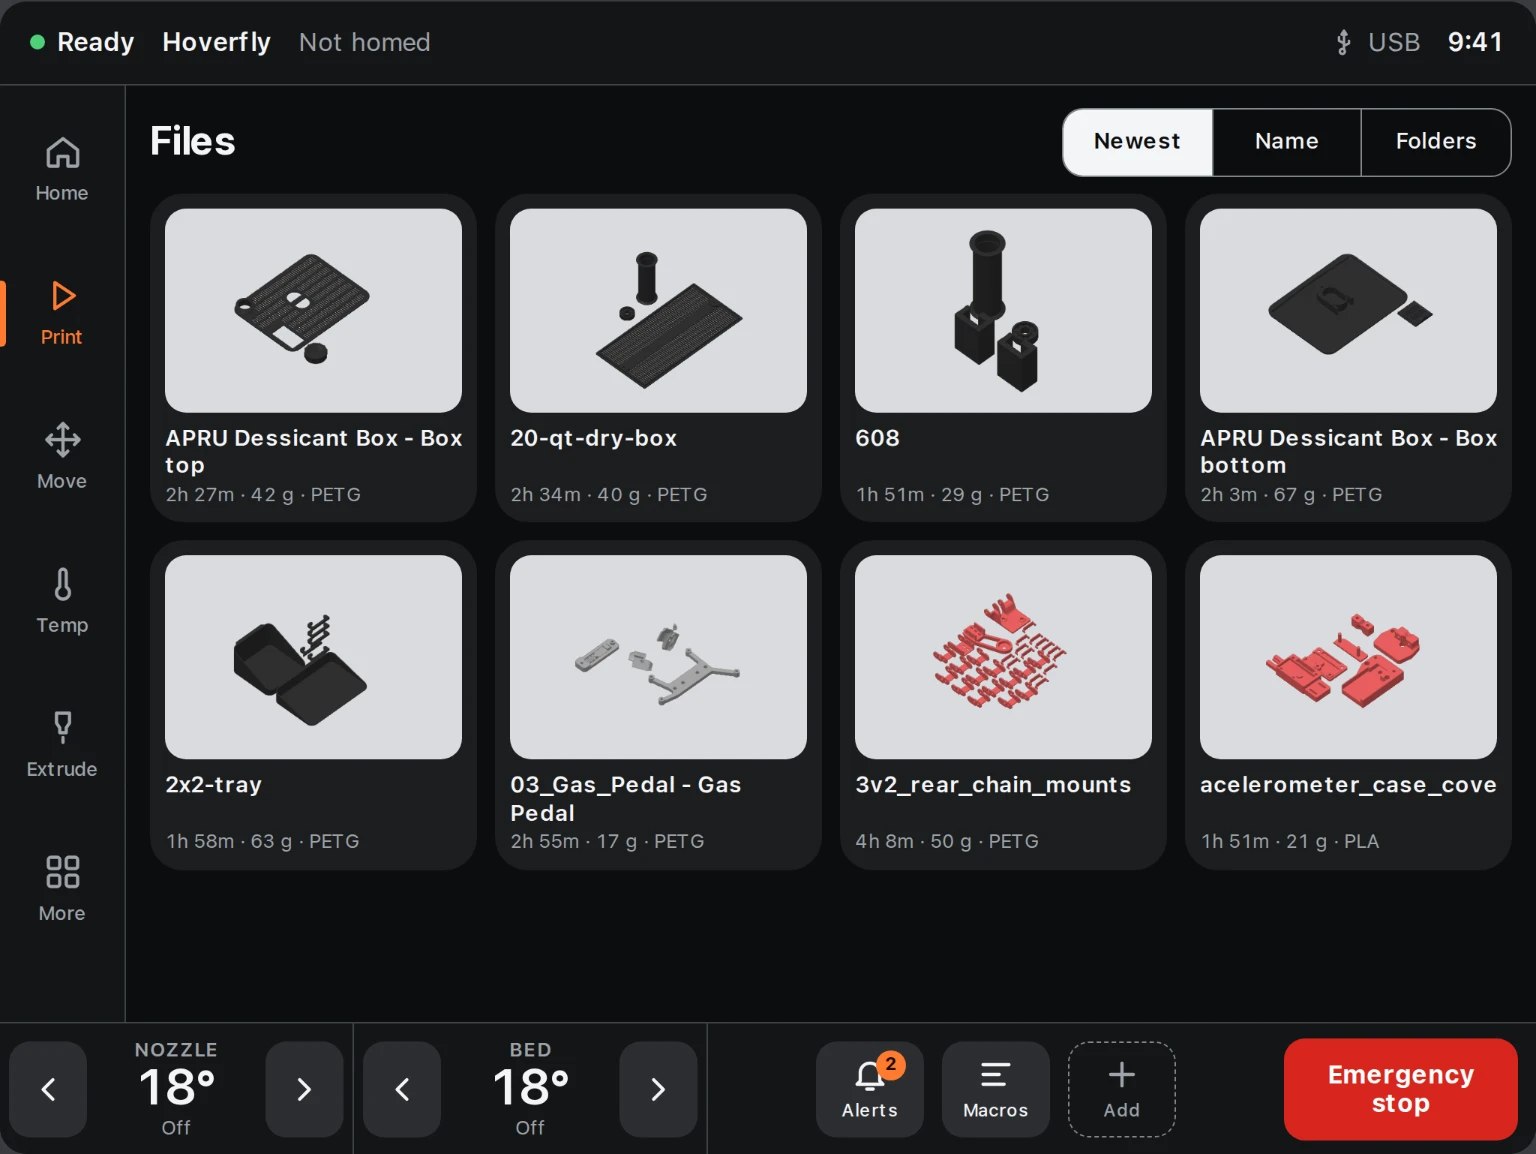 Ready Hoverfly Not homed USB 9:41
Files
Newest Name Folders
Home
Print
Move
Temp
Extrude
More
APRU Dessicant Box - Box
top
2h 27m · 42 g · PETG
20-qt-dry-box
2h 34m · 40 g · PETG
608
1h 51m · 29 g · PETG
APRU Dessicant Box - Box
bottom
2h 3m · 67 g · PETG
2x2-tray
1h 58m · 63 g · PETG
03_Gas_Pedal - Gas
Pedal
2h 55m · 17 g · PETG
3v2_rear_chain_mounts
4h 8m · 50 g · PETG
acelerometer_case_cove
1h 51m · 21 g · PLA
NOZZLE
18°
Off
BED
18°
Off
2
Alerts
Macros
Add
Emergency
stop